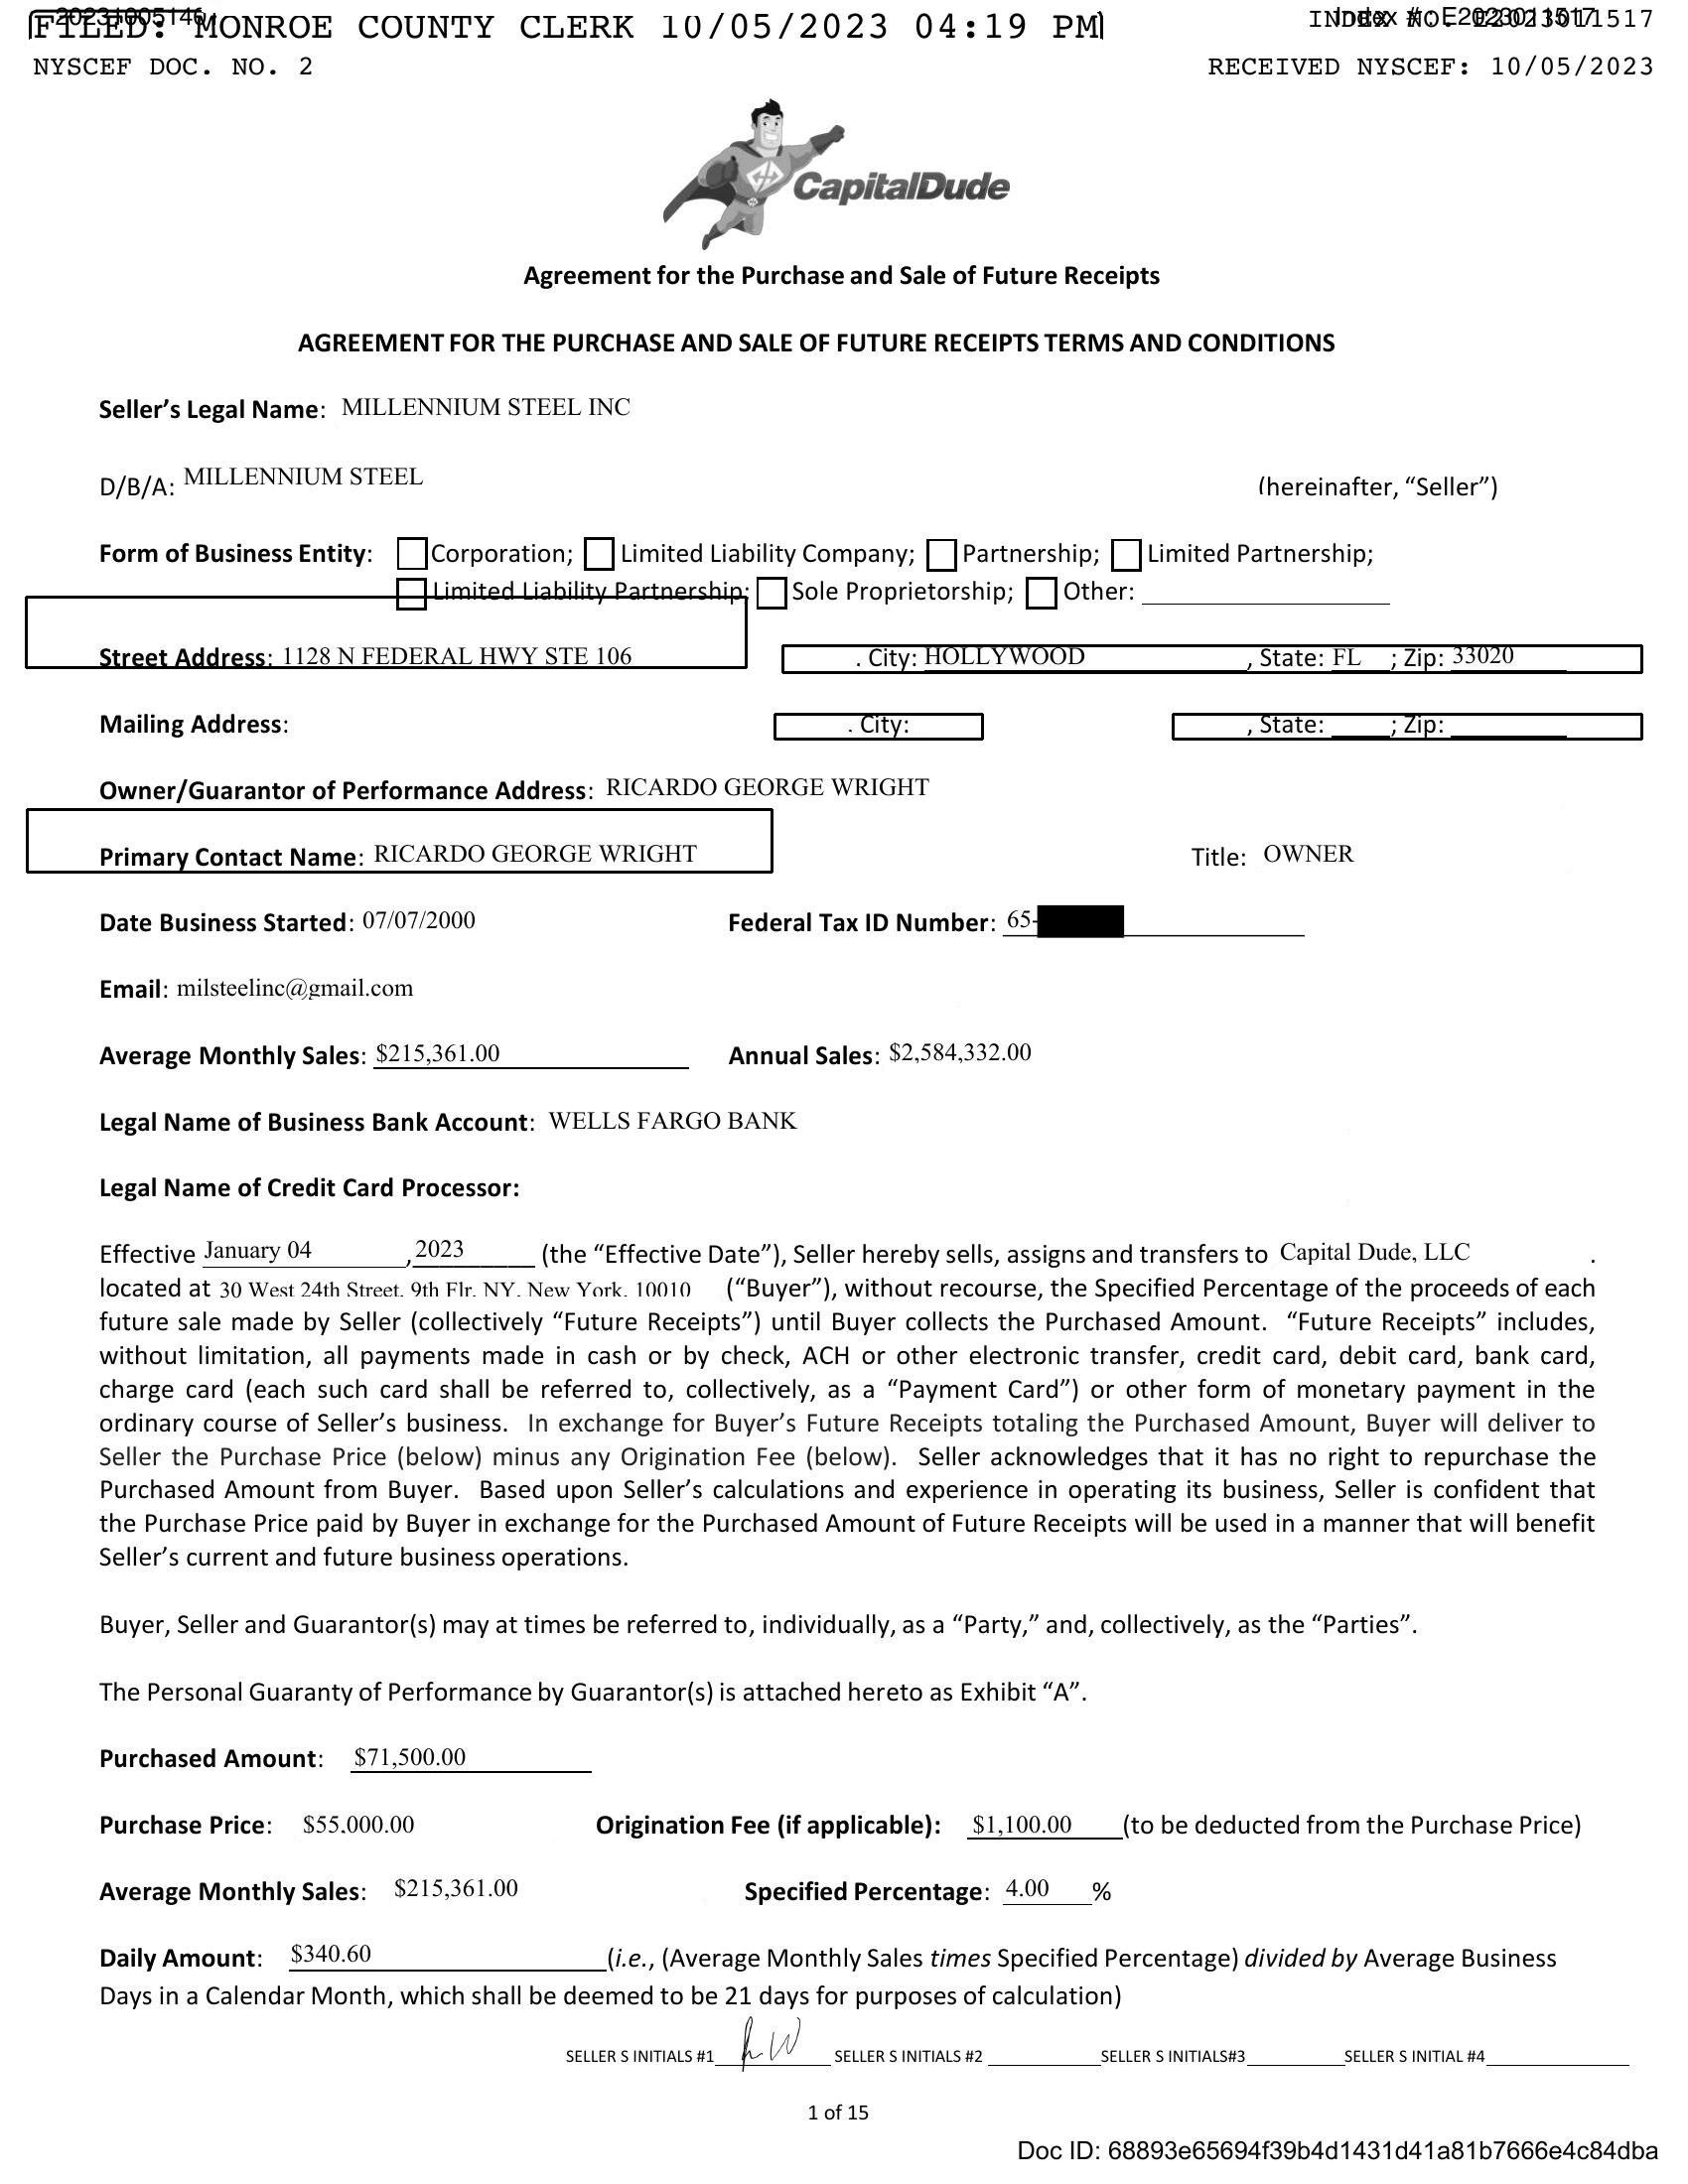 202310051146
FILED: MONROE COUNTY CLERK 10/05/2023 04:19 PM
INDEX NO. E2023011517
Index #: E2023011517
NYSCEF DOC. NO. 2
RECEIVED NYSCEF: 10/05/2023
CapitalDude
Agreement for the Purchase and Sale of Future Receipts
AGREEMENT FOR THE PURCHASE AND SALE OF FUTURE RECEIPTS TERMS AND CONDITIONS
Seller’s Legal Name: MILLENNIUM STEEL INC
D/B/A: MILLENNIUM STEEL (hereinafter, “Seller”)
Form of Business Entity: Corporation; Limited Liability Company; Partnership; Limited Partnership;
Limited Liability Partnership; Sole Proprietorship; Other:
Street Address: 1128 N FEDERAL HWY STE 106 . City: HOLLYWOOD , State: FL ; Zip: 33020
Mailing Address: . City: , State: ; Zip:
Owner/Guarantor of Performance Address: RICARDO GEORGE WRIGHT
Primary Contact Name: RICARDO GEORGE WRIGHT Title: OWNER
Date Business Started: 07/07/2000 Federal Tax ID Number: 65-
Email: milsteelinc@gmail.com
Average Monthly Sales: $215,361.00 Annual Sales: $2,584,332.00
Legal Name of Business Bank Account: WELLS FARGO BANK
Legal Name of Credit Card Processor:
Effective January 04 ,2023 (the “Effective Date”), Seller hereby sells, assigns and transfers to Capital Dude, LLC .
located at 30 West 24th Street, 9th Flr, NY, New York, 10010 (“Buyer”), without recourse, the Specified Percentage of the proceeds of each
future sale made by Seller (collectively “Future Receipts”) until Buyer collects the Purchased Amount. “Future Receipts” includes,
without limitation, all payments made in cash or by check, ACH or other electronic transfer, credit card, debit card, bank card,
charge card (each such card shall be referred to, collectively, as a “Payment Card”) or other form of monetary payment in the
ordinary course of Seller’s business. In exchange for Buyer’s Future Receipts totaling the Purchased Amount, Buyer will deliver to
Seller the Purchase Price (below) minus any Origination Fee (below). Seller acknowledges that it has no right to repurchase the
Purchased Amount from Buyer. Based upon Seller’s calculations and experience in operating its business, Seller is confident that
the Purchase Price paid by Buyer in exchange for the Purchased Amount of Future Receipts will be used in a manner that will benefit
Seller’s current and future business operations.
Buyer, Seller and Guarantor(s) may at times be referred to, individually, as a “Party,” and, collectively, as the “Parties”.
The Personal Guaranty of Performance by Guarantor(s) is attached hereto as Exhibit “A”.
Purchased Amount: $71,500.00
Purchase Price: $55,000.00 Origination Fee (if applicable): $1,100.00 (to be deducted from the Purchase Price)
Average Monthly Sales: $215,361.00 Specified Percentage: 4.00 %
Daily Amount: $340.60 (i.e., (Average Monthly Sales times Specified Percentage) divided by Average Business
Days in a Calendar Month, which shall be deemed to be 21 days for purposes of calculation)
SELLER S INITIALS #1 RW SELLER S INITIALS #2 SELLER S INITIALS#3 SELLER S INITIAL #4
1 of 15
Doc ID: 68893e65694f39b4d1431d41a81b7666e4c84dba